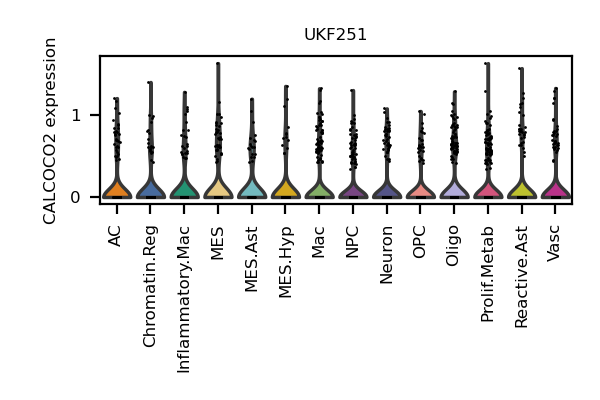 UKF251
CALCOCO2 expression
1
0
AC
Chromatin.Reg
Inflammatory.Mac
MES
MES.Ast
MES.Hyp
Mac
NPC
Neuron
OPC
Oligo
Prolif.Metab
Reactive.Ast
Vasc